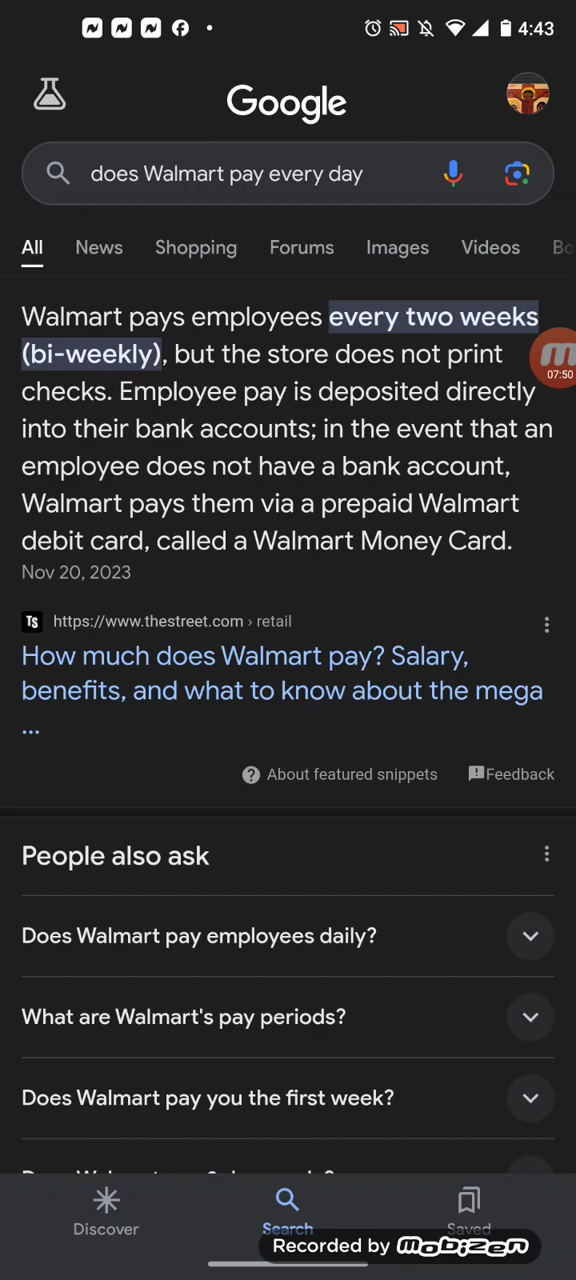 4:43
Google
does Walmart pay every day
All News Shopping Forums Images Videos Bo
Walmart pays employees every two weeks
(bi-weekly), but the store does not print
checks. Employee pay is deposited directly
07:50
into their bank accounts; in the event that an
employee does not have a bank account,
Walmart pays them via a prepaid Walmart
debit card, called a Walmart Money Card.
Nov 20, 2023
TS https://www.thestreet.com › retail
How much does Walmart pay? Salary,
benefits, and what to know about the mega
...
About featured snippets Feedback
People also ask
Does Walmart pay employees daily?
What are Walmart's pay periods?
Does Walmart pay you the first week?
Discover Search Saved
Recorded by mobizen